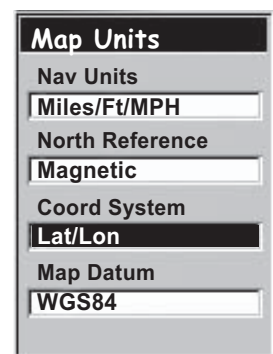 Map Units
Nav Units
Miles/Ft/MPH
North Reference
Magnetic
Coord System
Lat/Lon
Map Datum
WGS84